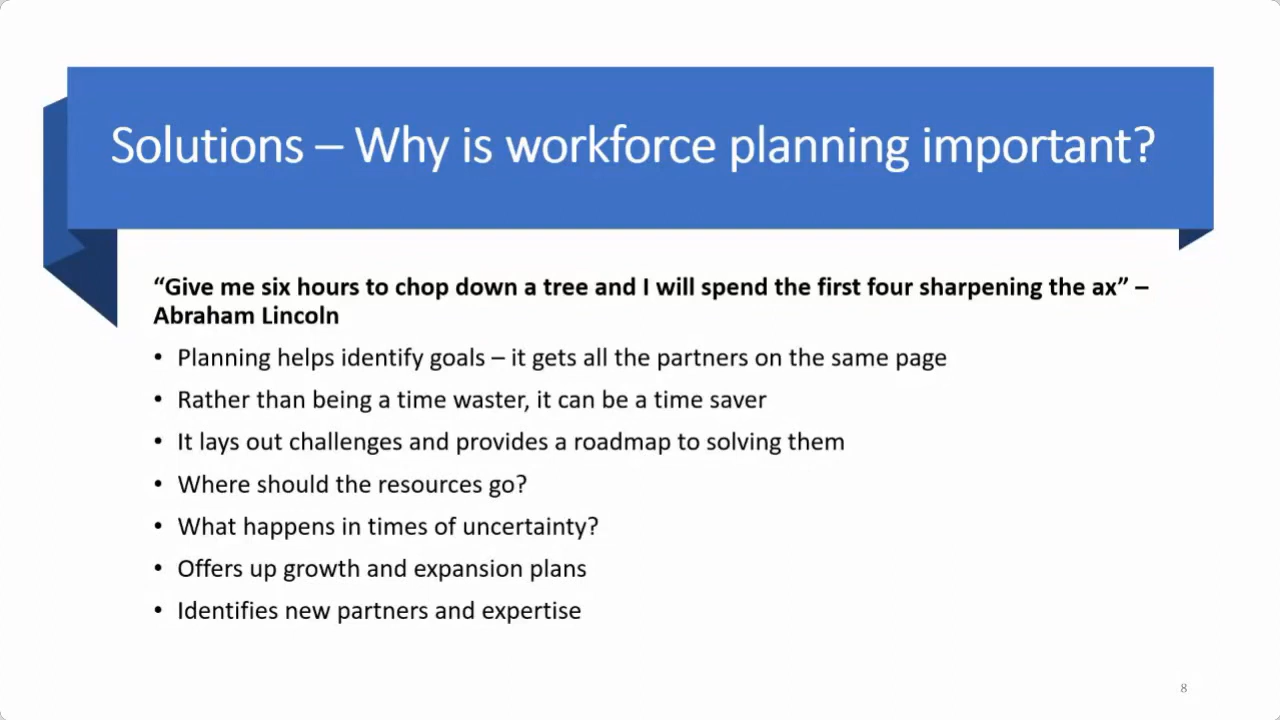 Solutions – Why is workforce planning important?
“Give me six hours to chop down a tree and I will spend the first four sharpening the ax” –
Abraham Lincoln
• Planning helps identify goals – it gets all the partners on the same page
• Rather than being a time waster, it can be a time saver
• It lays out challenges and provides a roadmap to solving them
• Where should the resources go?
• What happens in times of uncertainty?
• Offers up growth and expansion plans
• Identifies new partners and expertise
8